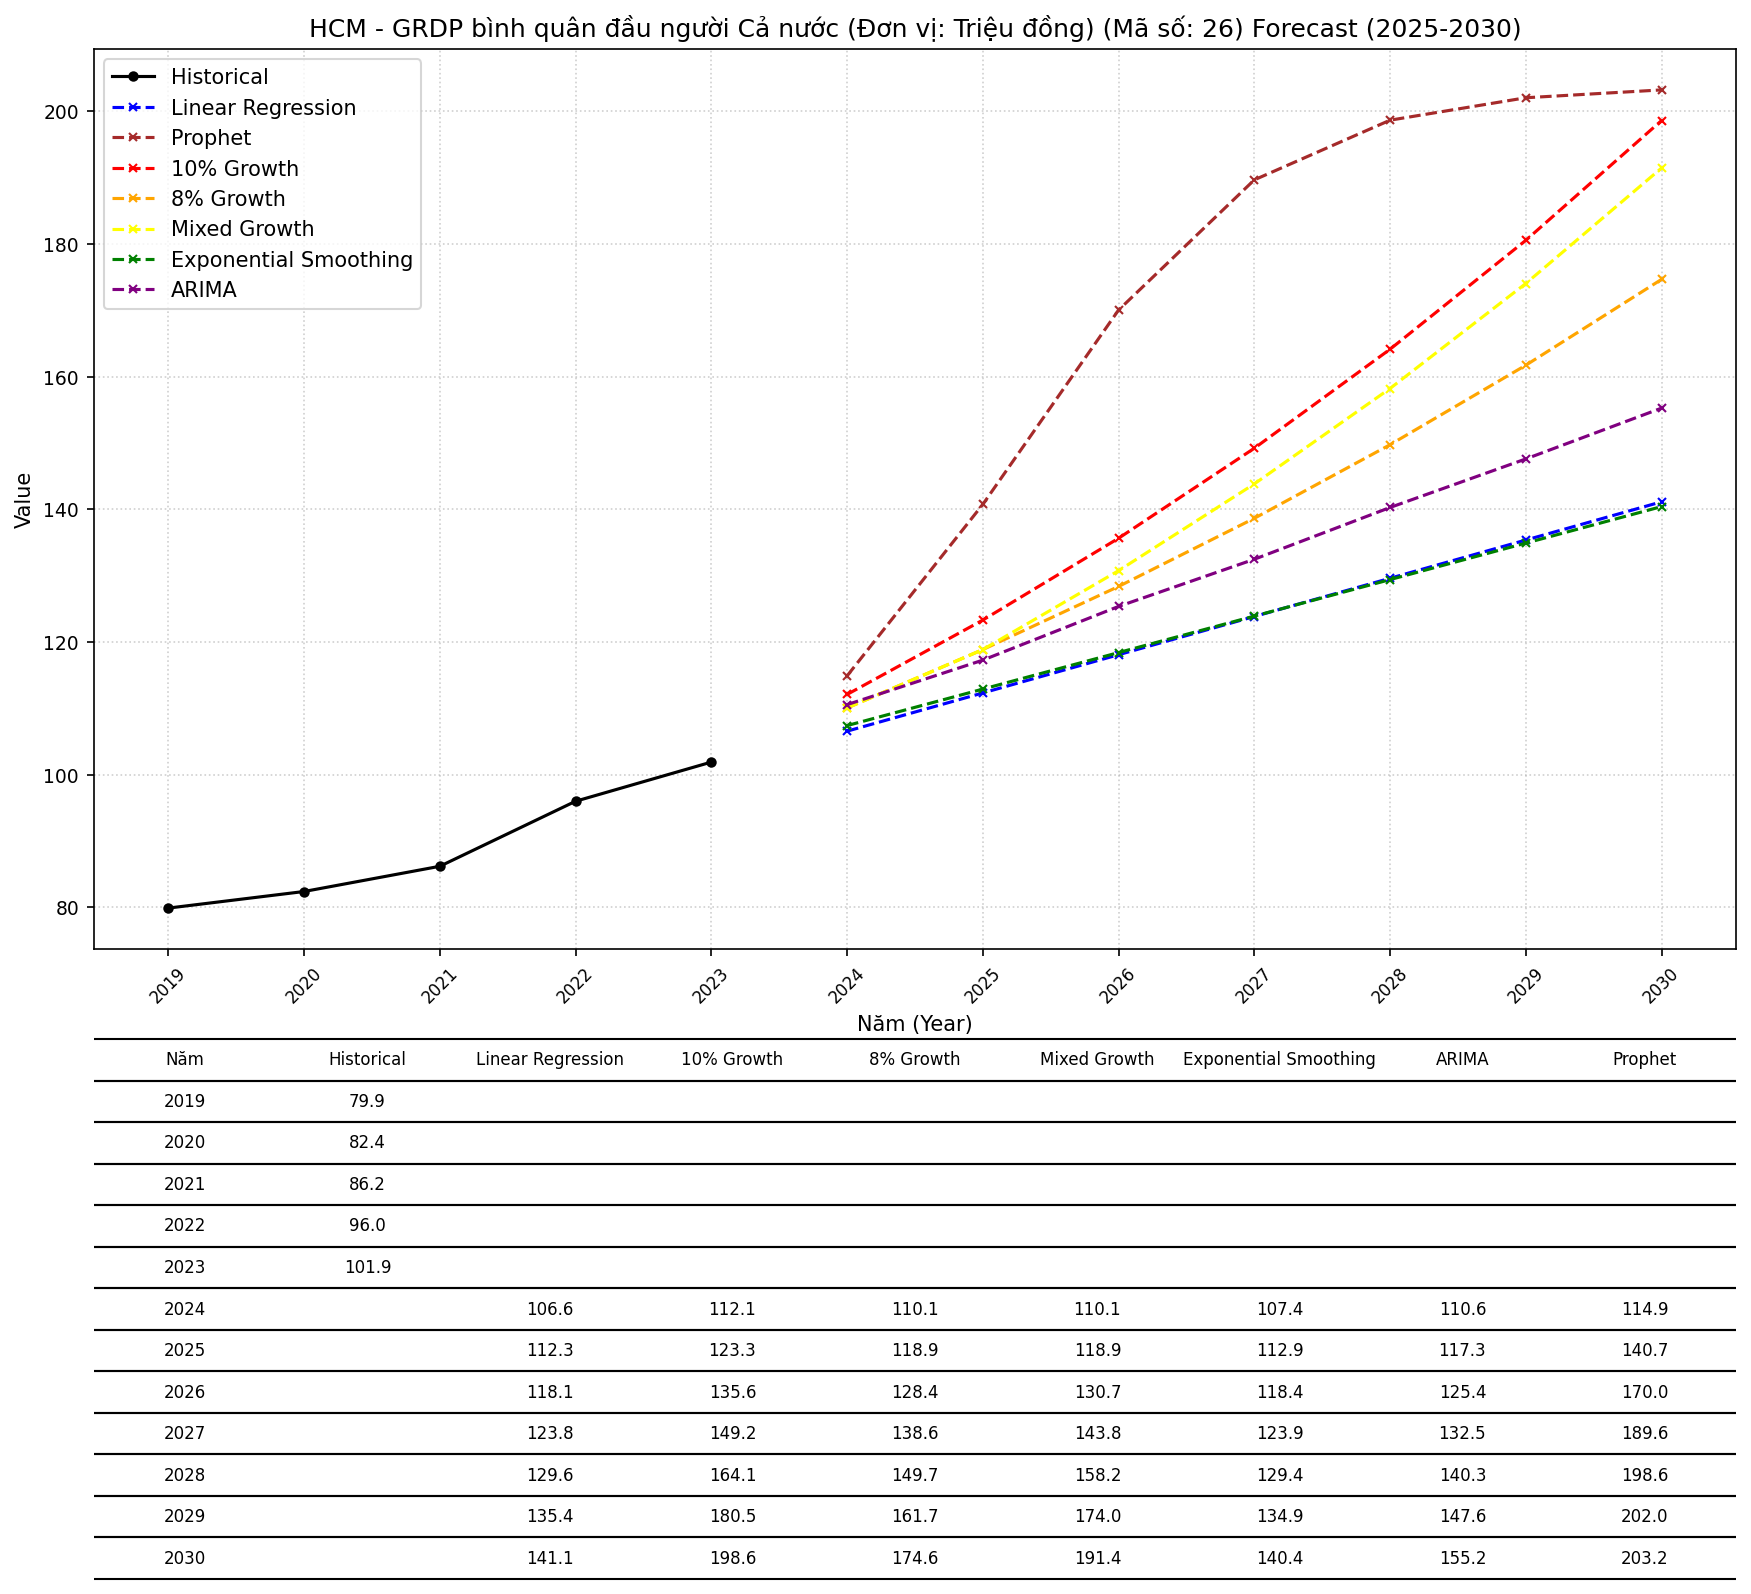 HCM - GRDP bình quân đầu người Cả nước (Đơn vị: Triệu đồng) (Mã số: 26) Forecast (2025-2030)
Historical
Linear Regression
Prophet
10% Growth
8% Growth
Mixed Growth
Exponential Smoothing
ARIMA
Value
200
180
160
140
120
100
80
2019 2020 2021 2022 2023 2024 2025 2026 2027 2028 2029 2030
Năm (Year)
Năm Historical Linear Regression 10% Growth 8% Growth Mixed Growth Exponential Smoothing ARIMA Prophet
2019 79.9
2020 82.4
2021 86.2
2022 96.0
2023 101.9
2024 106.6 112.1 110.1 110.1 107.4 110.6 114.9
2025 112.3 123.3 118.9 118.9 112.9 117.3 140.7
2026 118.1 135.6 128.4 130.7 118.4 125.4 170.0
2027 123.8 149.2 138.6 143.8 123.9 132.5 189.6
2028 129.6 164.1 149.7 158.2 129.4 140.3 198.6
2029 135.4 180.5 161.7 174.0 134.9 147.6 202.0
2030 141.1 198.6 174.6 191.4 140.4 155.2 203.2